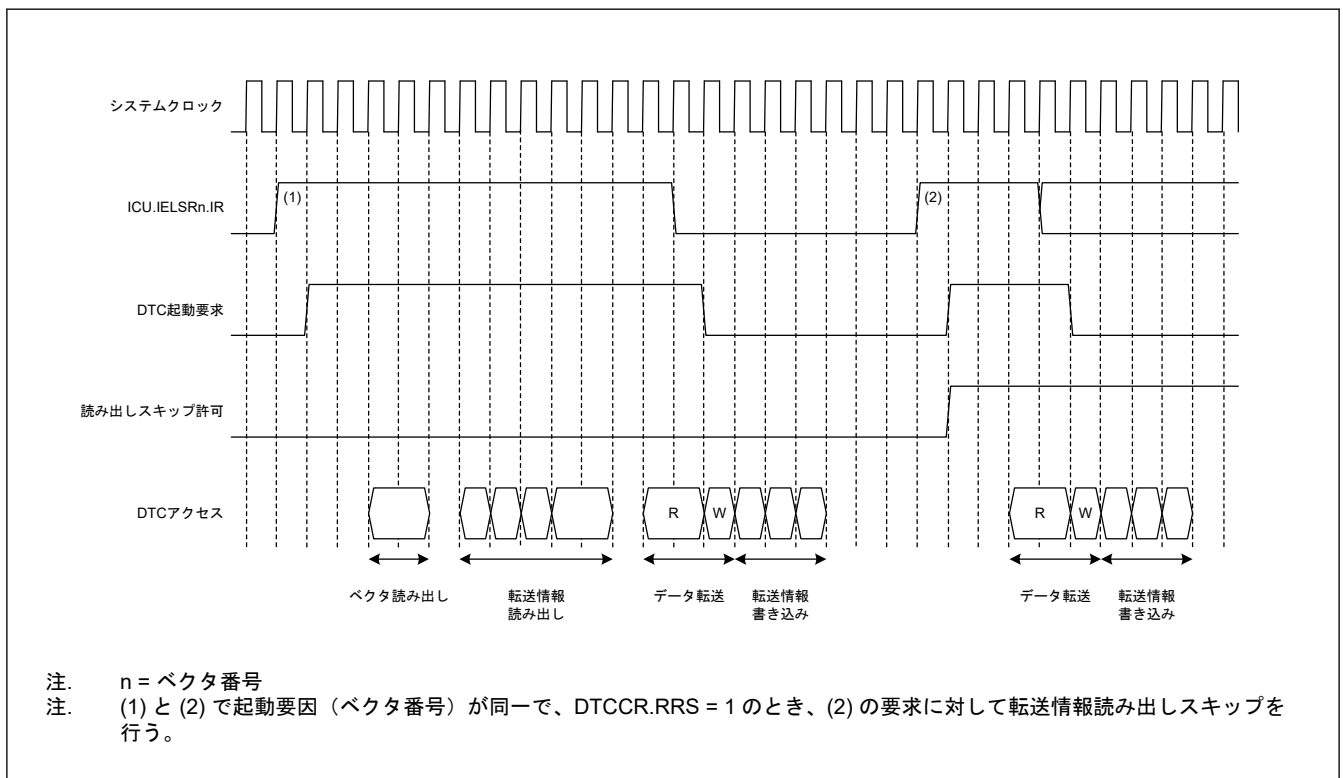 システムクロック
ICU.IELSRn.IR
(1)
(2)
DTC起動要求
読み出しスキップ許可
DTCアクセス
R
W
R
W
ベクタ読み出し
転送情報
読み出し
データ転送
転送情報
書き込み
データ転送
転送情報
書き込み
注. n = ベクタ番号
注. (1) と (2) で起動要因（ベクタ番号）が同一で、DTCCR.RRS = 1 のとき、(2) の要求に対して転送情報読み出しスキップを
行う。